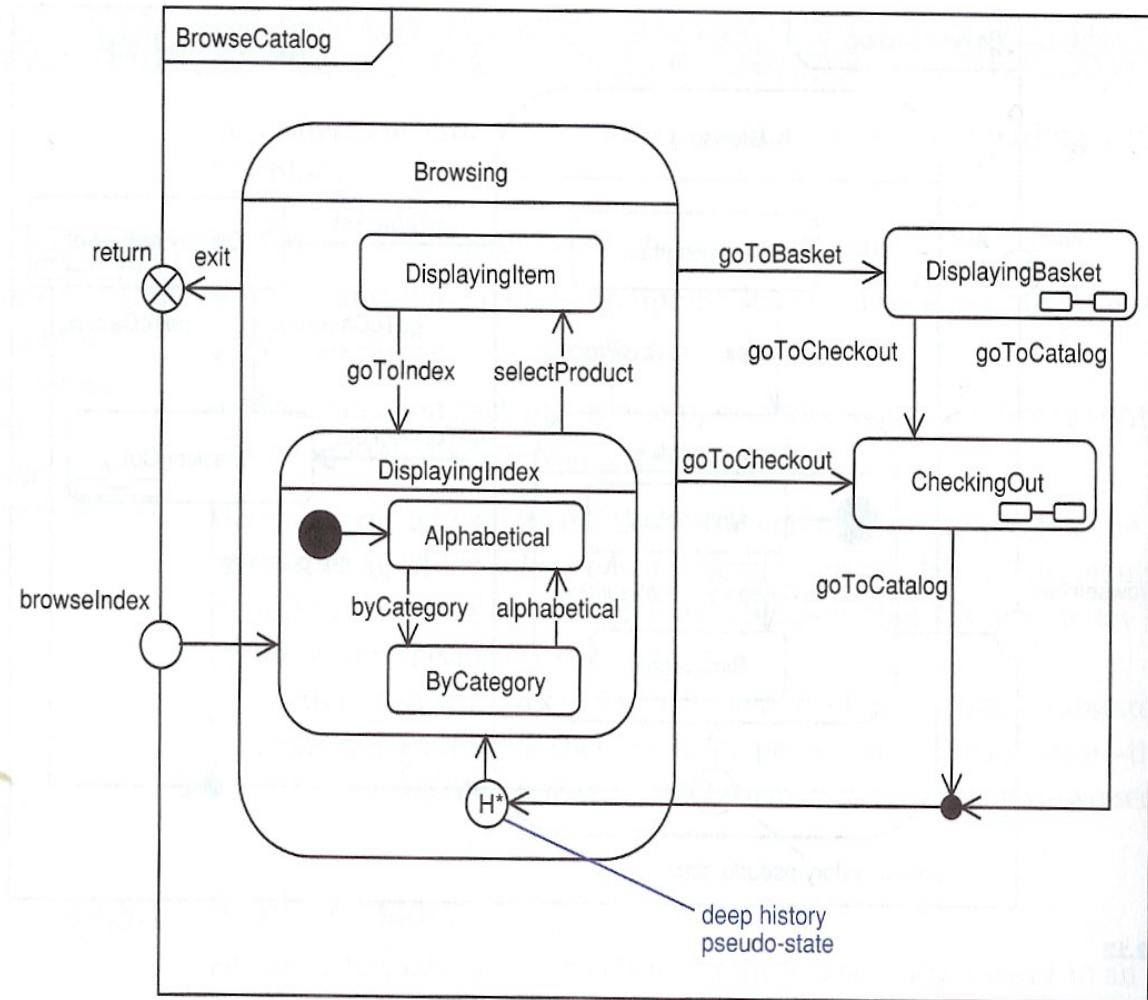 BrowseCatalog
Browsing
return
exit
DisplayingItem
goToBasket
DisplayingBasket
goToIndex
selectProduct
goToCheckout
goToCatalog
DisplayingIndex
goToCheckout
CheckingOut
Alphabetical
browseIndex
byCategory
alphabetical
goToCatalog
ByCategory
H*
deep history
pseudo-state